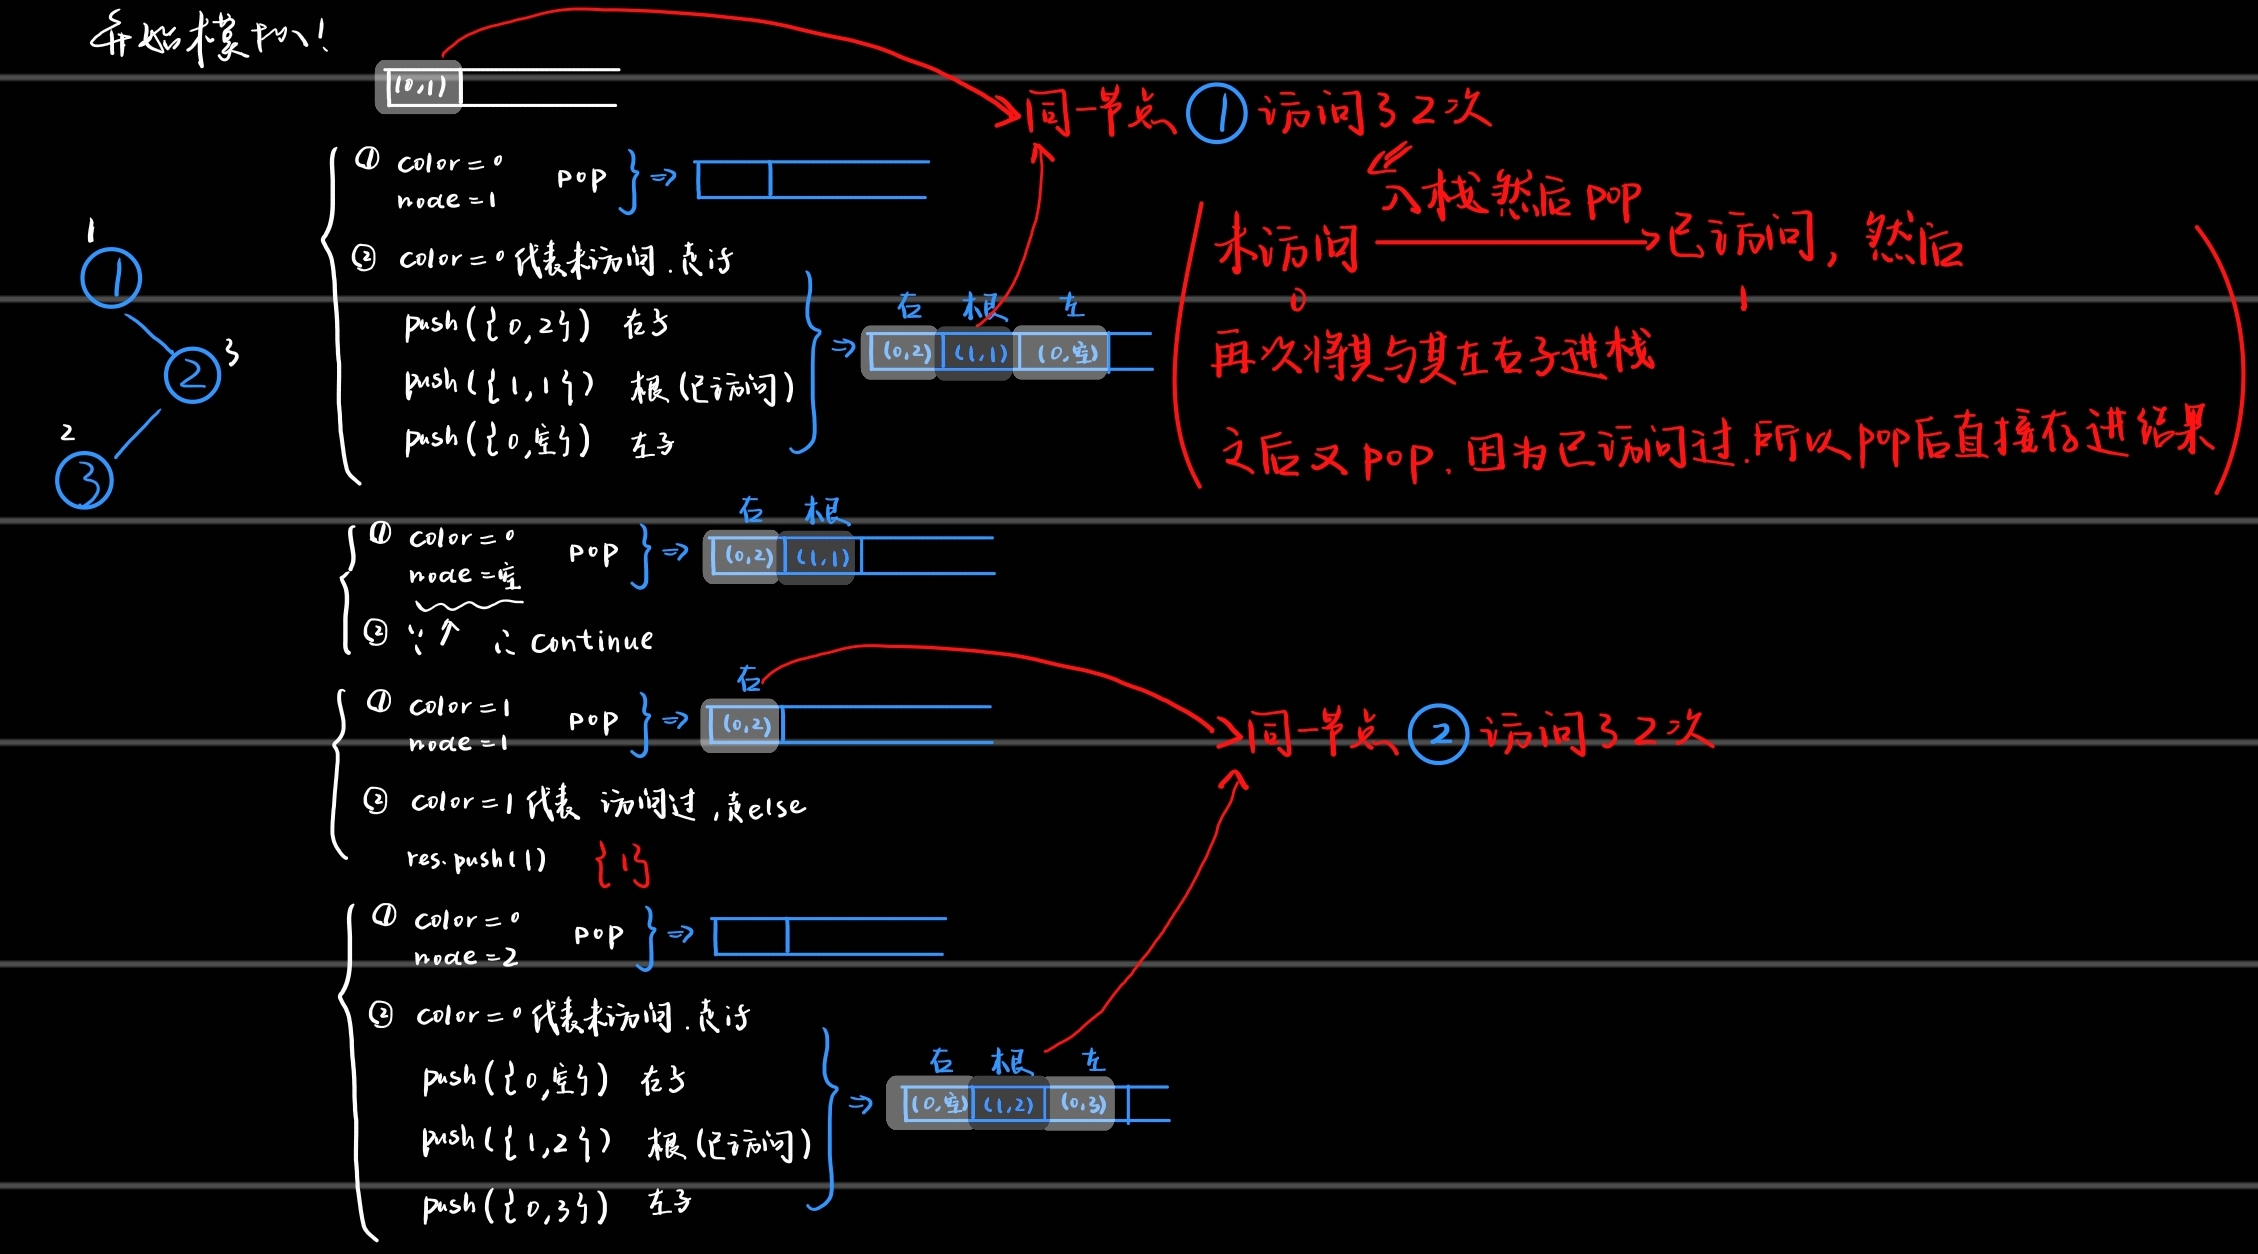 开始模拟!
(0,1)
同一节点 ① 访问了2次
① color=0
node=1
pop
⇒
入栈然后pop
未访问 → 已访问, 然后
0
1
再次将其与其左右子进栈
之后又pop. 因为已访问过.所以pop后直接存进结果
② color=0代表未访问.走if
push({0,2}) 右子
push({1,1}) 根(已访问)
push({0,空}) 左子
⇒
右 根 左
(0,2) (1,1) (0,空)
1
①
②
3
2
③
① color=0
node=空
pop
⇒
右 根
(0,2) (1,1)
② ∵ ↑ ∴ continue
① color=1
node=1
pop
⇒
右
(0,2)
同一节点 ② 访问了2次
② color=1代表 访问过,走else
res.push(1) {1}
① color=0
node=2
pop
⇒
② color=0代表未访问.走if
push({0,空}) 右子
push({1,2}) 根(已访问)
push({0,3}) 左子
⇒
右 根 左
(0,空) (1,2) (0,3)